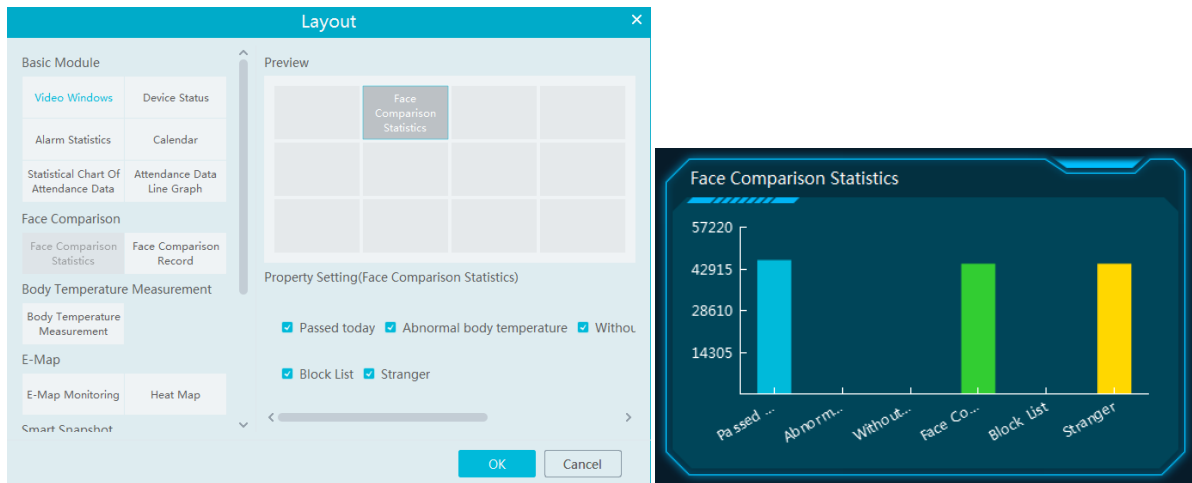 Layout
Basic Module
Video Windows
Device Status
Alarm Statistics
Calendar
Statistical Chart Of
Attendance Data
Attendance Data
Line Graph
Face Comparison
Face Comparison
Statistics
Face Comparison
Record
Body Temperature Measurement
Body Temperature
Measurement
E-Map
E-Map Monitoring
Heat Map
Smart Snapshot
Preview
Face
Comparison
Statistics
Property Setting(Face Comparison Statistics)
Passed today
Abnormal body temperature
Withou
Block List
Stranger
OK
Cancel
Face Comparison Statistics
57220
42915
28610
14305
Passed ...
Abnorm...
Without...
Face Co...
Block List
Stranger